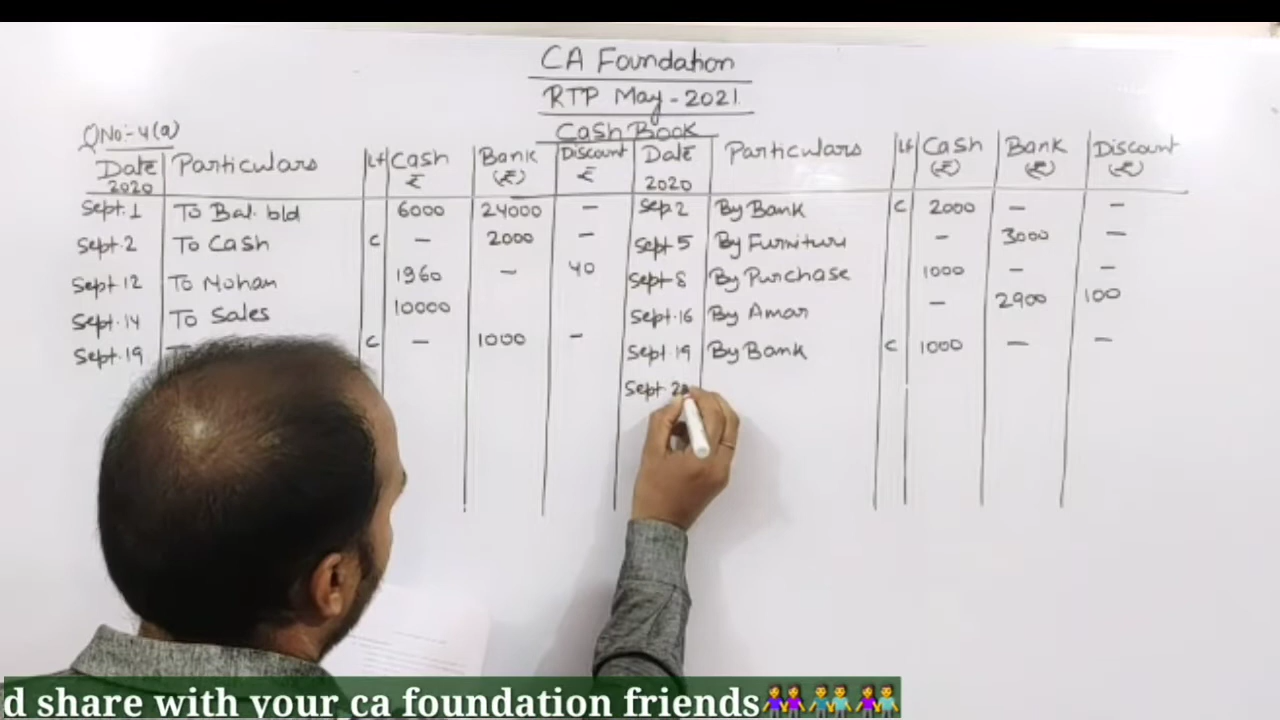 CA Foundation
RTP May-2021
QNo:-4(a)
Cash Book
Date 2020 Particulars Lf Cash ₹ Bank (₹) Discount ₹ Date 2020 Particulars Lf Cash (₹) Bank (₹) Discount (₹)
Sept.1 To Bal. bld 6000 24000 - Sep.2 By Bank C 2000 - -
Sept.2 To Cash C - 2000 - Sept 5 By Furniture - 3000 -
Sept 12 To Mohan 1960 - 40 Sept 8 By Purchase 1000 - -
Sept.14 To Sales 10000 Sept.16 By Amar - 2900 100
Sept.19 C - 1000 - Sept 19 By Bank C 1000 - -
Sept.
d share with your ca foundation friends👭👬👫